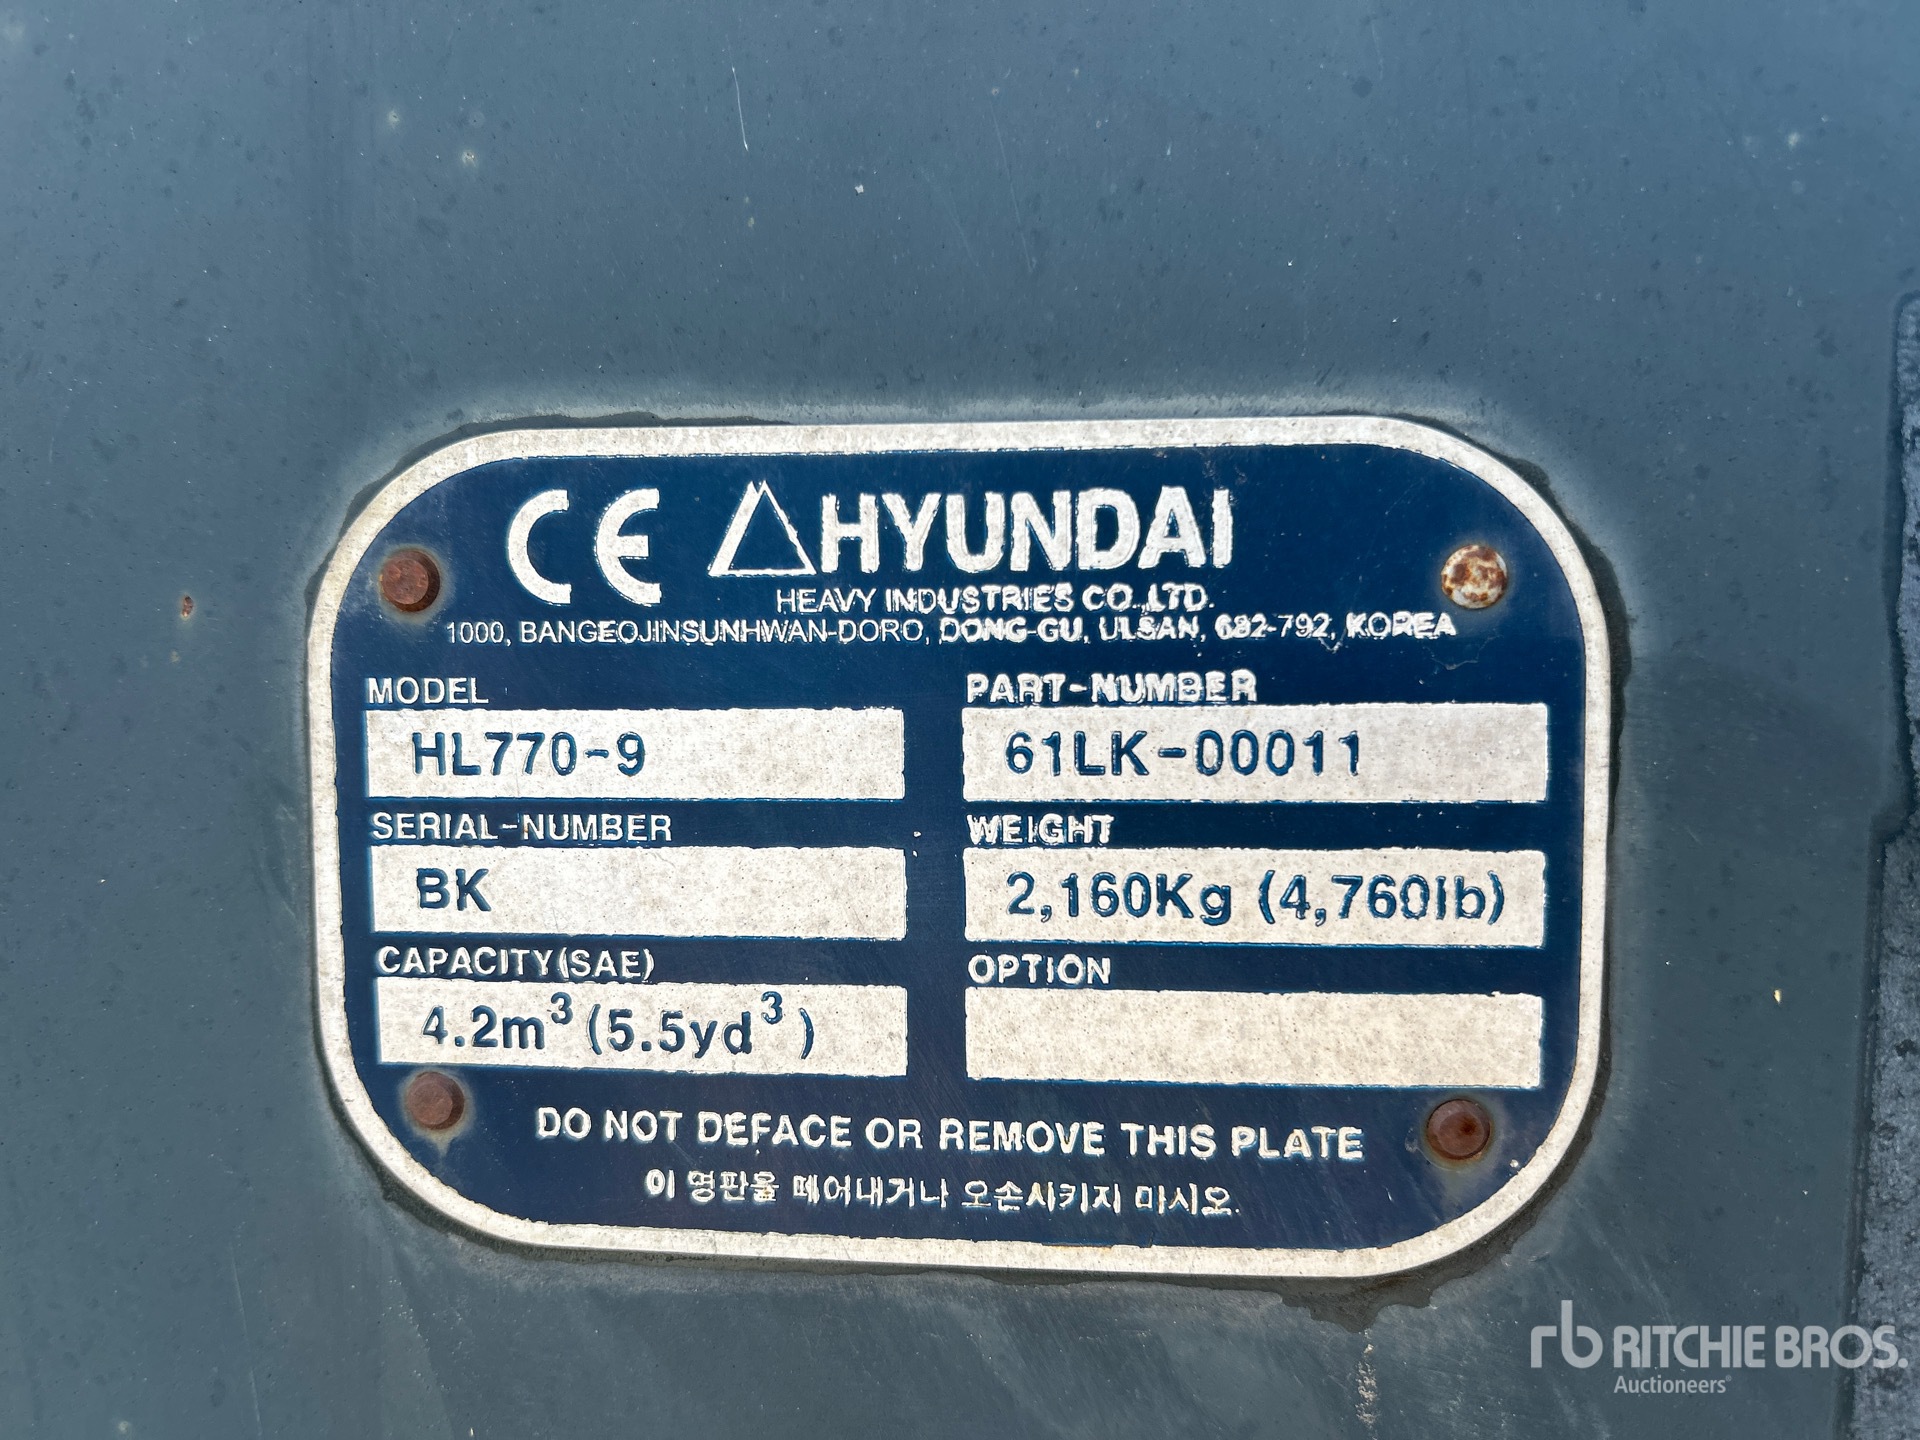 CE HYUNDAI
HEAVY INDUSTRIES CO.,LTD.
1000, BANGEOJINSUNHWAN-DORO, DONG-GU, ULSAN, 682-792, KOREA
MODEL PART-NUMBER
HL770-9 61LK-00011
SERIAL-NUMBER WEIGHT
BK 2,160Kg (4,760lb)
CAPACITY(SAE) OPTION
4.2m³(5.5yd³)
DO NOT DEFACE OR REMOVE THIS PLATE
이 명판을 떼어내거나 오손시키지 마시오.
rb RITCHIE BROS.
Auctioneers